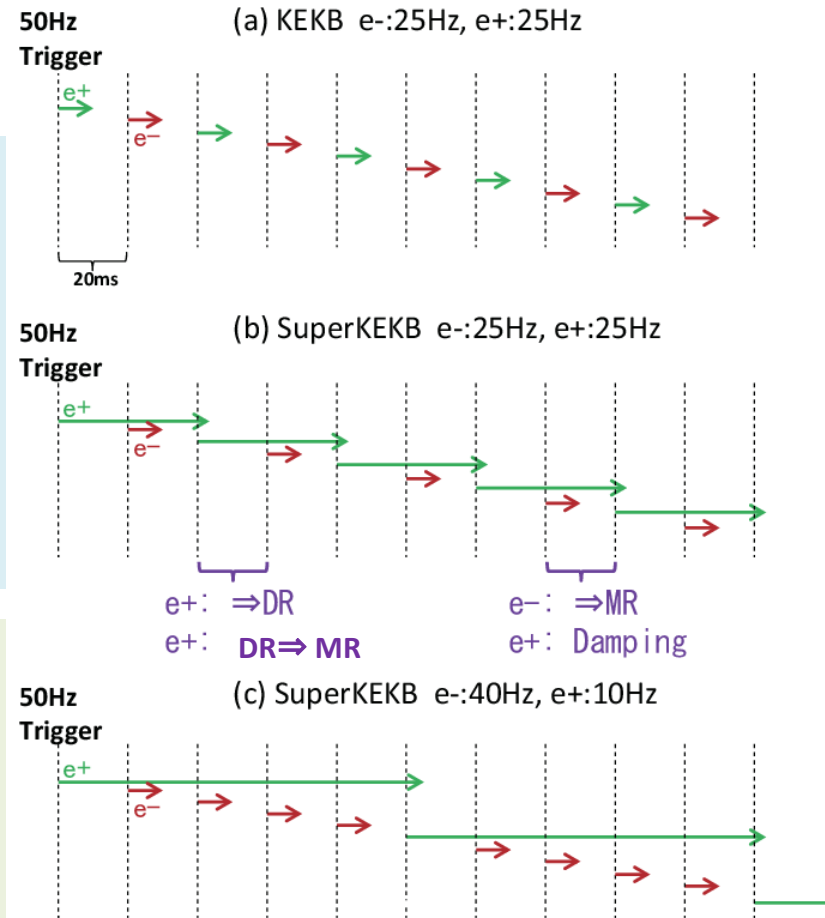 50Hz
Trigger
(a) KEKB e-:25Hz, e+:25Hz
e+
e−
20ms
50Hz
Trigger
(b) SuperKEKB e-:25Hz, e+:25Hz
e+
e−
e+: ⇒DR
e+: DR⇒ MR
e−: ⇒MR
e+: Damping
50Hz
Trigger
(c) SuperKEKB e-:40Hz, e+:10Hz
e+
e−